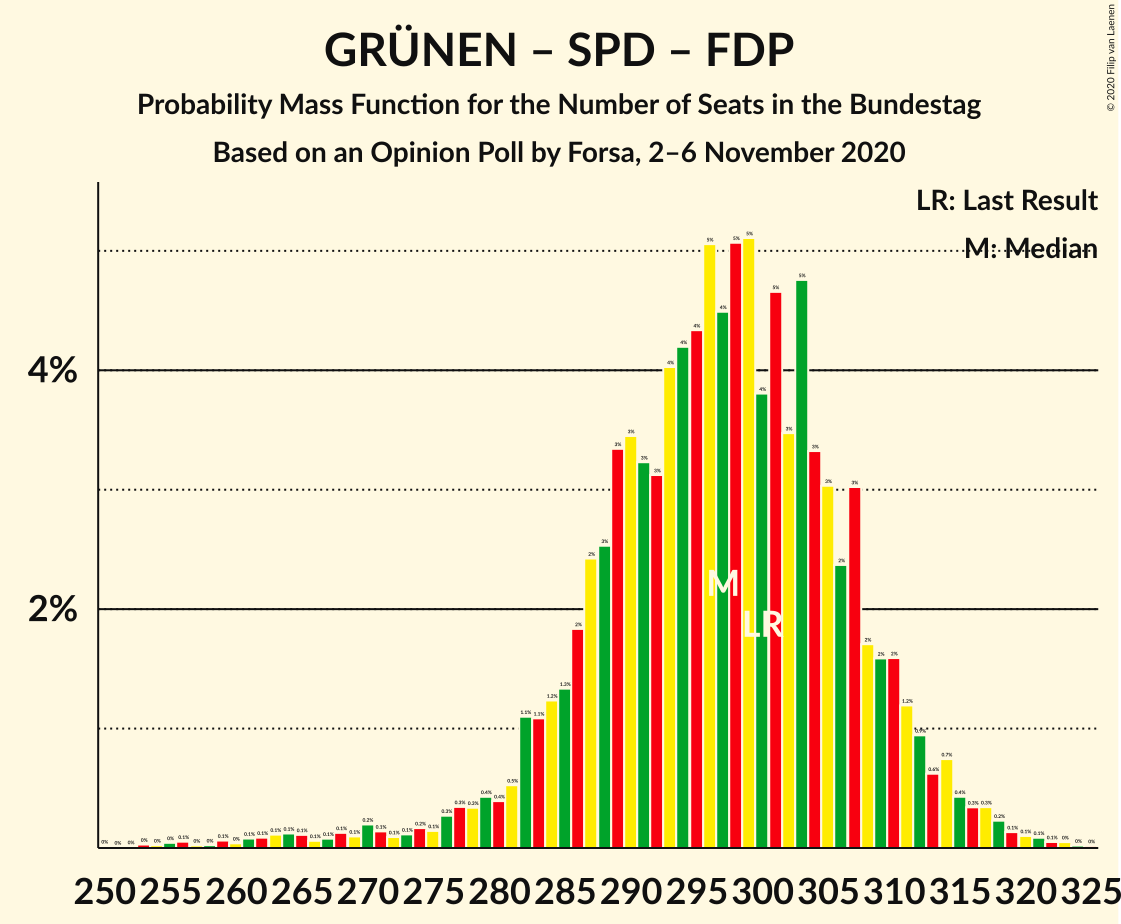 GRÜNEN – SPD – FDP
Probability Mass Function for the Number of Seats in the Bundestag
Based on an Opinion Poll by Forsa, 2–6 November 2020
© 2020 Filip van Laenen
LR: Last Result
M: Median
4%
2%
M
LR
250 255 260 265 270 275 280 285 290 295 300 305 310 315 320 325